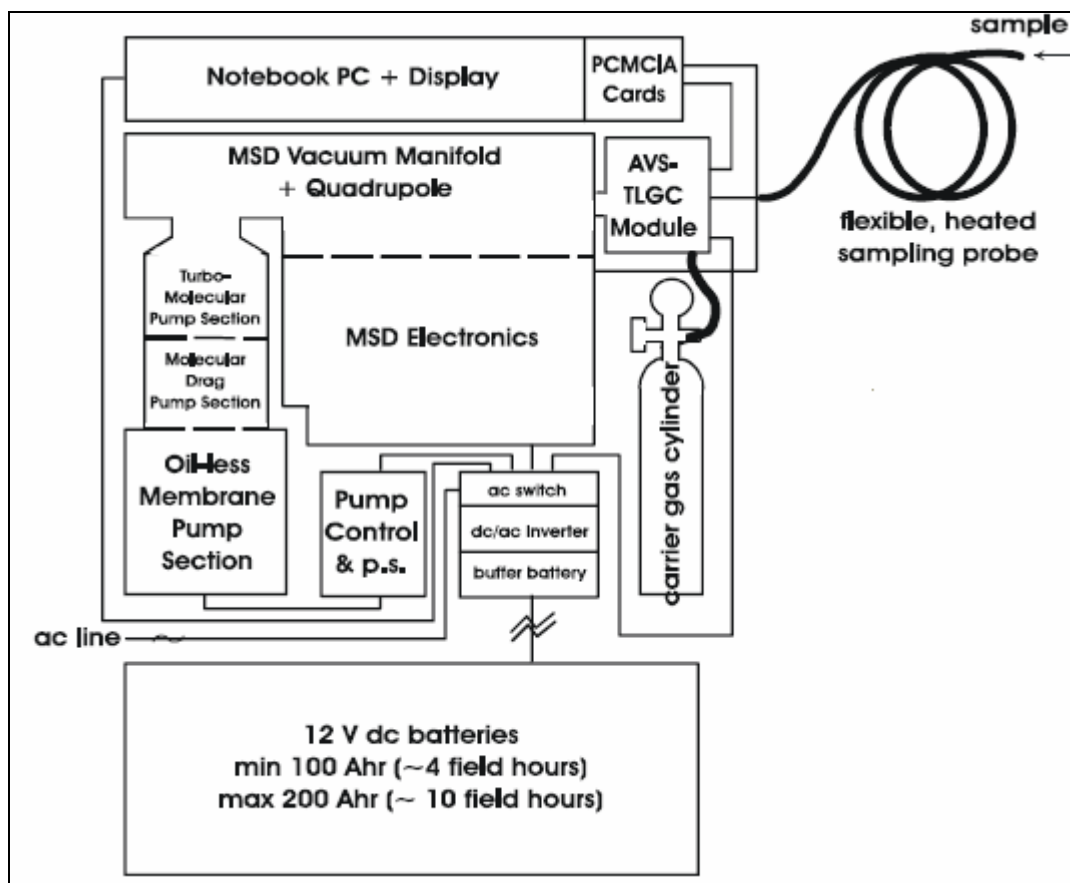 sample
Notebook PC + Display
PCMCIA
Cards
MSD Vacuum Manifold
+ Quadrupole
AVS-
TLGC
Module
flexible, heated
sampling probe
Turbo-
Molecular
Pump Section
MSD Electronics
Molecular
Drag
Pump Section
carrier gas cylinder
Oil-less
Membrane
Pump
Section
Pump
Control
& p.s.
ac switch
dc/ac inverter
buffer battery
ac line
12 V dc batteries
min 100 Ahr (~4 field hours)
max 200 Ahr (~ 10 field hours)